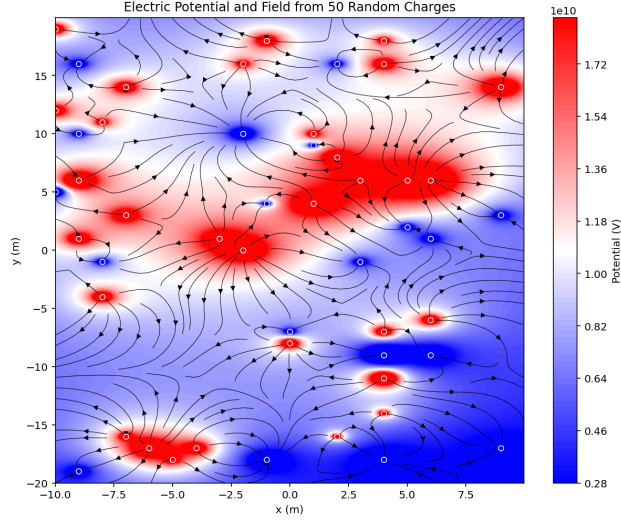 Electric Potential and Field from 50 Random Charges
1e10
15
10
5
0
−5
−10
−15
−20
y (m)
−10.0 −7.5 −5.0 −2.5 0.0 2.5 5.0 7.5
x (m)
1.72
1.54
1.36
1.18
1.00
0.82
0.64
0.46
0.28
Potential (V)